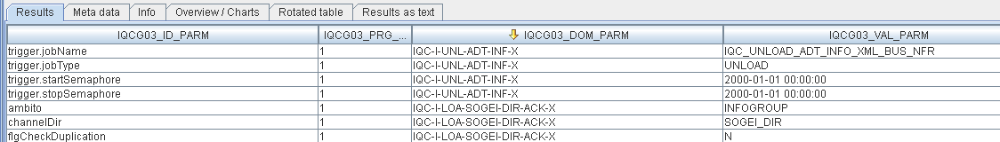 Results Meta data Info Overview / Charts Rotated table Results as text
IQCG03_ID_PARM IQCG03_PRG_... IQCG03_DOM_PARM IQCG03_VAL_PARM
trigger.jobName 1 IQC-I-UNL-ADT-INF-X IQC_UNLOAD_ADT_INFO_XML_BUS_NFR
trigger.jobType 1 IQC-I-UNL-ADT-INF-X UNLOAD
trigger.startSemaphore 1 IQC-I-UNL-ADT-INF-X 2000-01-01 00:00:00
trigger.stopSemaphore 1 IQC-I-UNL-ADT-INF-X 2000-01-01 00:00:00
ambito 1 IQC-I-LOA-SOGEI-DIR-ACK-X INFOGROUP
channelDir 1 IQC-I-LOA-SOGEI-DIR-ACK-X SOGEI_DIR
flgCheckDuplication 1 IQC-I-LOA-SOGEI-DIR-ACK-X N